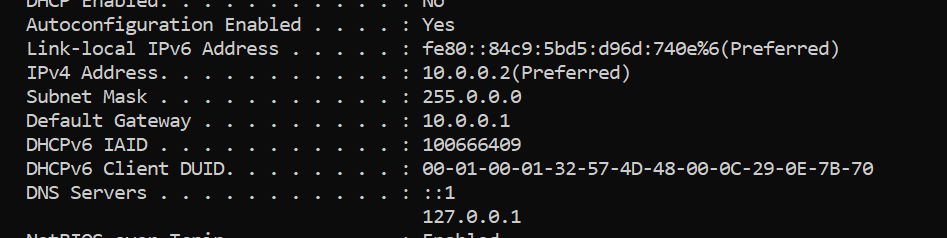 DHCP Enabled. . . . . . . . . . . : No
Autoconfiguration Enabled . . . . : Yes
Link-local IPv6 Address . . . . . : fe80::84c9:5bd5:d96d:740e%6(Preferred)
IPv4 Address. . . . . . . . . . . : 10.0.0.2(Preferred)
Subnet Mask . . . . . . . . . . . : 255.0.0.0
Default Gateway . . . . . . . . . : 10.0.0.1
DHCPv6 IAID . . . . . . . . . . . : 100666409
DHCPv6 Client DUID. . . . . . . . : 00-01-00-01-32-57-4D-48-00-0C-29-0E-7B-70
DNS Servers . . . . . . . . . . . : ::1
127.0.0.1
NetBIOS over Tcpip. . . . . . . . : Enabled